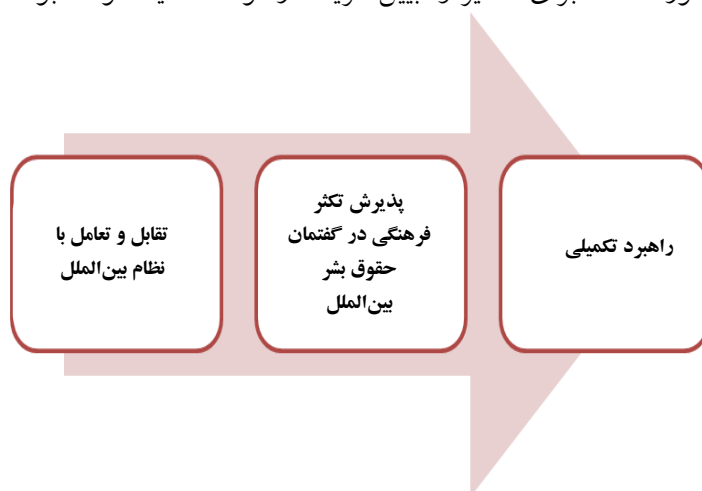 راهبرد تکمیلی
پذیرش تکثر
فرهنگی در گفتمان
حقوق بشر
بین‌الملل
تقابل و تعامل با
نظام بین‌الملل